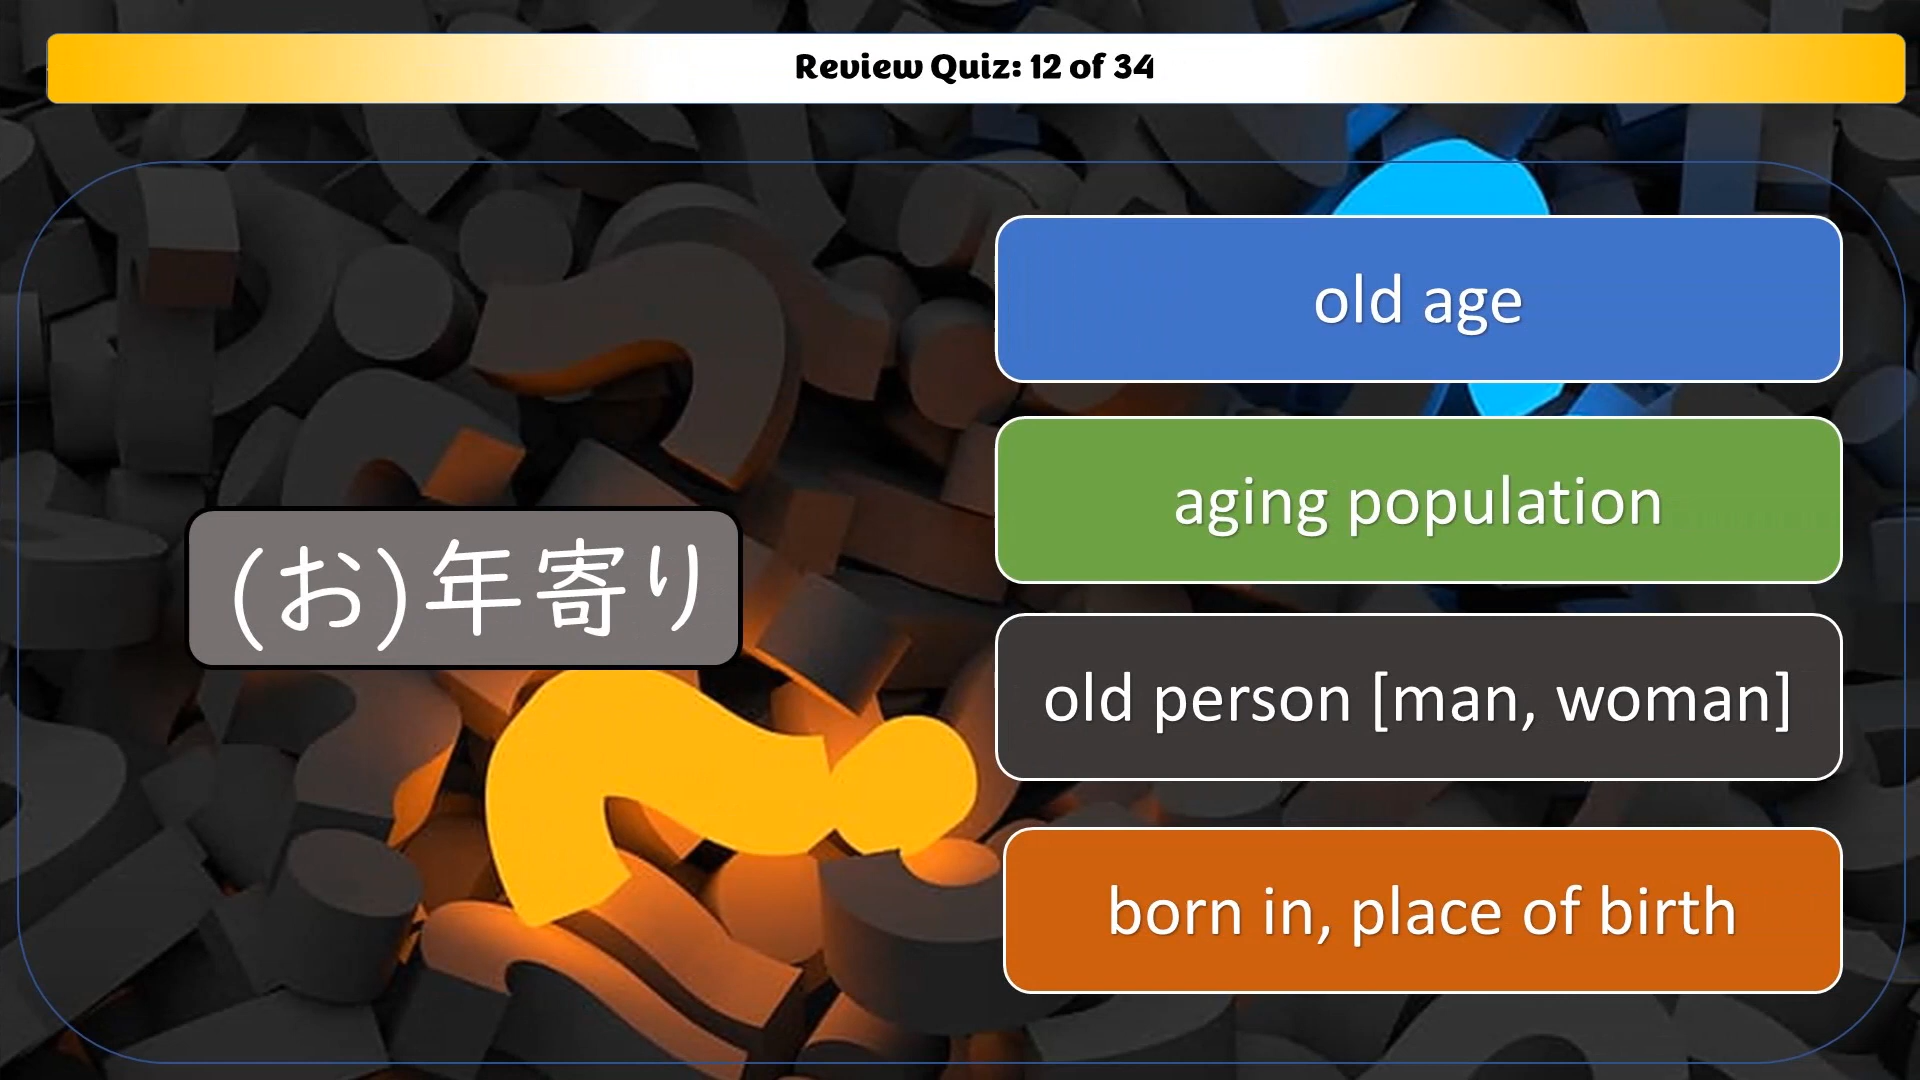 Review Quiz: 12 of 34
(お)年寄り
old age
aging population
old person [man, woman]
born in, place of birth